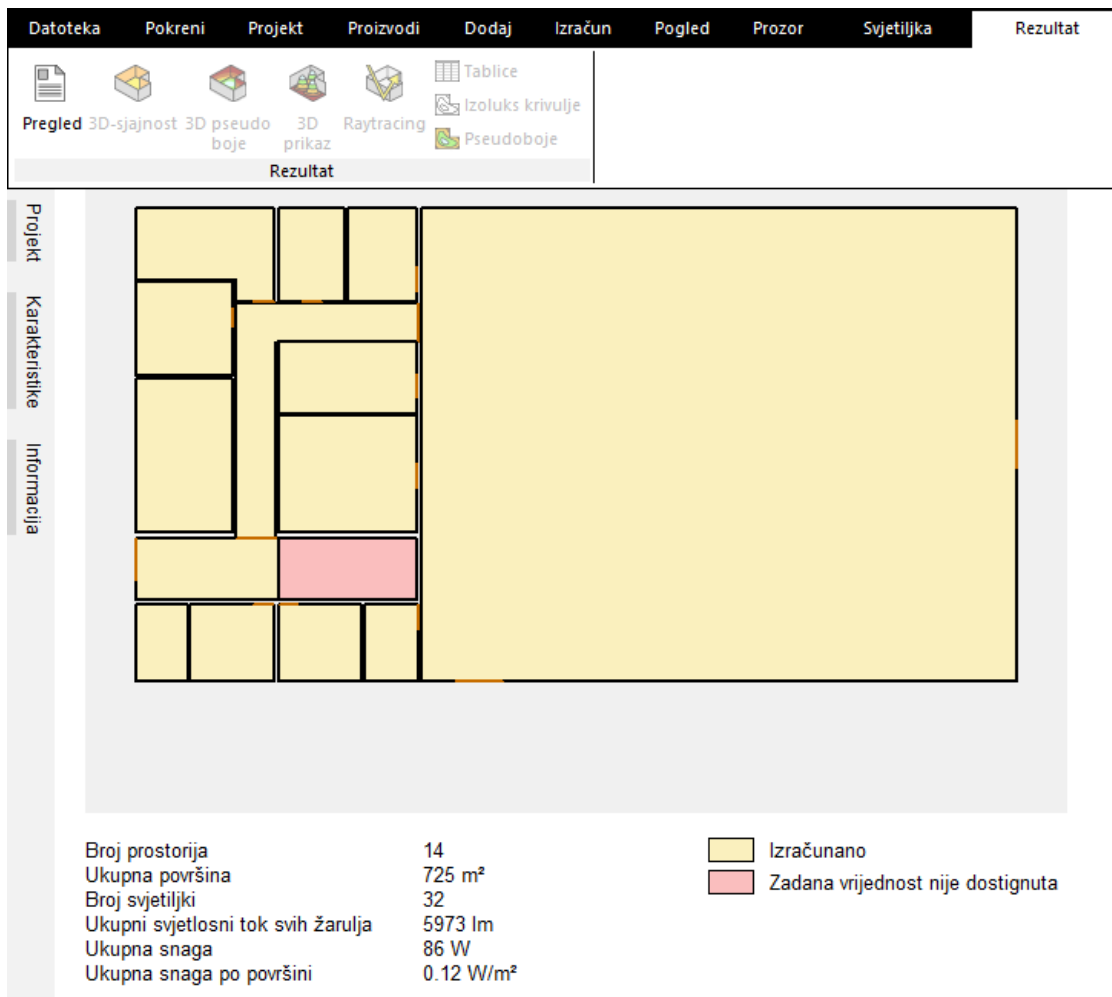 Datoteka Pokreni Projekt Proizvodi Dodaj Izračun Pogled Prozor Svjetiljka Rezultat
Pregled 3D-sjajnost 3D pseudo boje 3D prikaz Raytracing
Tablice
Izoluks krivulje
Pseudoboje
Rezultat
Projekt
Karakteristike
Informacija
Broj prostorija 14
Ukupna površina 725 m²
Broj svjetiljki 32
Ukupni svjetlosni tok svih žarulja 5973 lm
Ukupna snaga 86 W
Ukupna snaga po površini 0.12 W/m²
Izračunano
Zadana vrijednost nije dostignuta